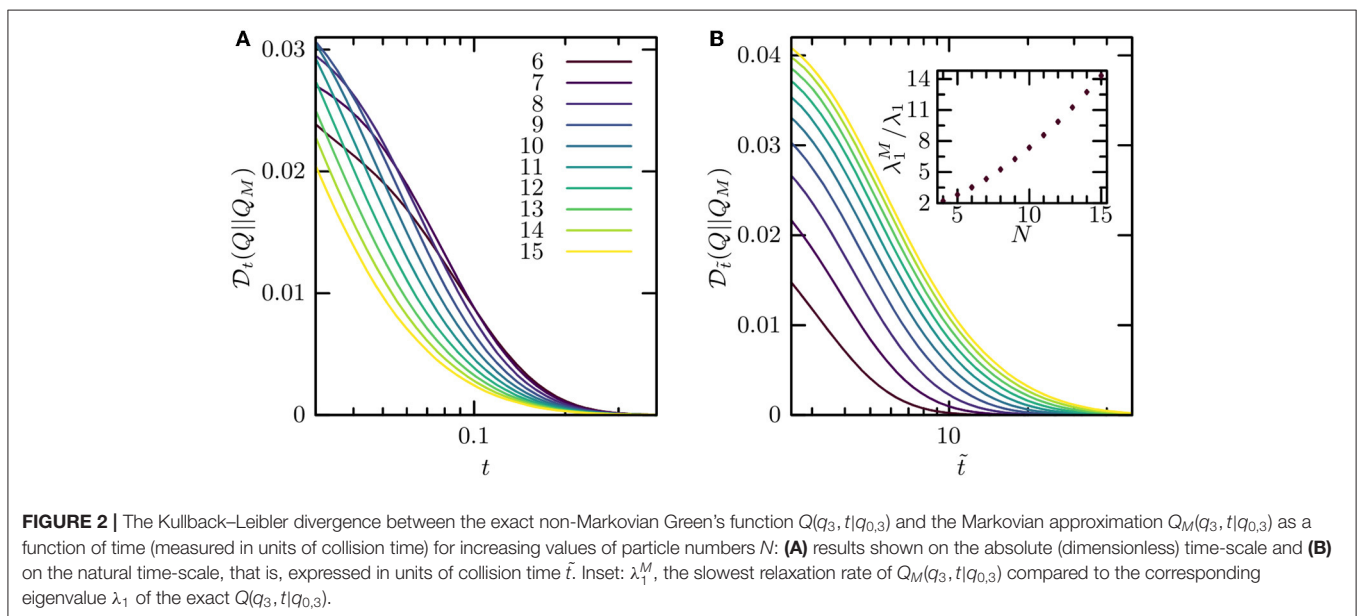 A
0.03
0.02
0.01
0
D_t(Q||Q_M)
0.1
t
6
7
8
9
10
11
12
13
14
15
B
0.04
0.03
0.02
0.01
0
D_t̃(Q||Q_M)
10
t̃
14
11
8
5
2
λ₁ᴹ/λ₁
5
10
15
N
FIGURE 2 | The Kullback–Leibler divergence between the exact non-Markovian Green's function Q(q₃, t|q₀,₃) and the Markovian approximation Q_M(q₃, t|q₀,₃) as a
function of time (measured in units of collision time) for increasing values of particle numbers N: (A) results shown on the absolute (dimensionless) time-scale and (B)
on the natural time-scale, that is, expressed in units of collision time t̃. Inset: λ₁ᴹ, the slowest relaxation rate of Q_M(q₃, t|q₀,₃) compared to the corresponding
eigenvalue λ₁ of the exact Q(q₃, t|q₀,₃).